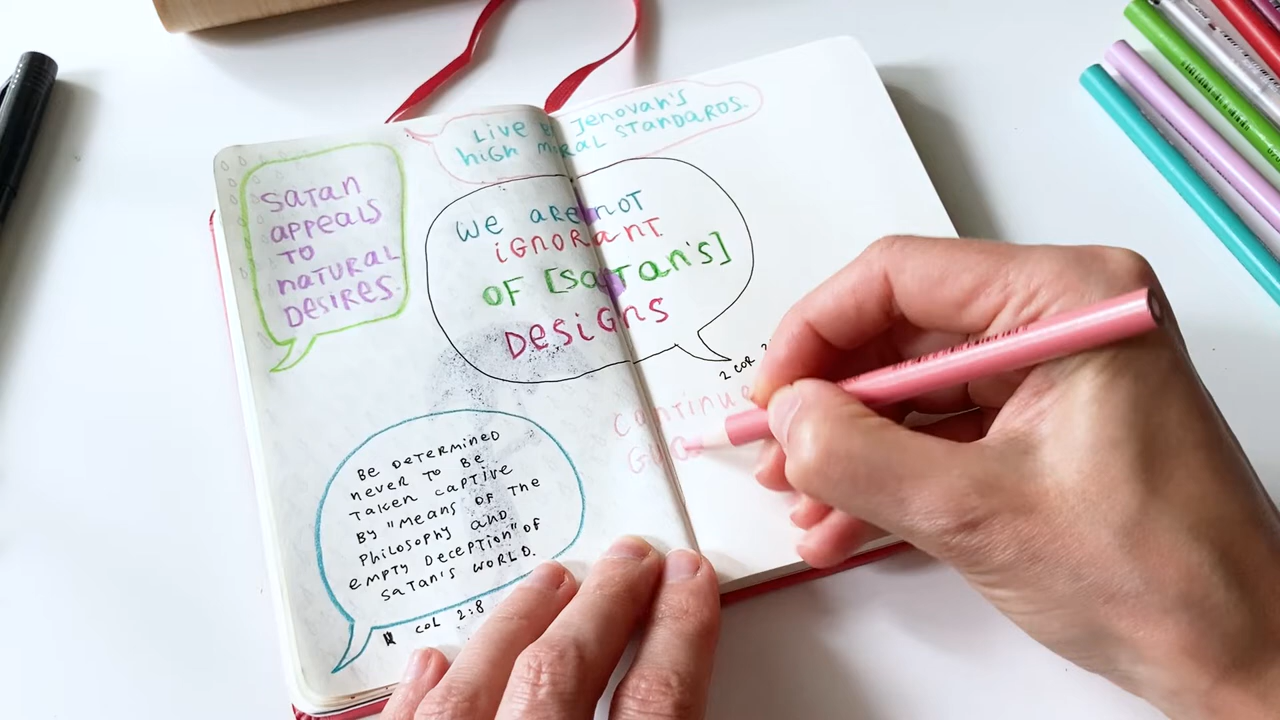 Live
Jehovah's
high moral standards.
Satan
appeals
to
natural
desires.
We are not
ignorant
of [Satan's]
designs
2 cor
continue
Be determined
never to be
taken captive
by "means of the
philosophy and
empty deception" of
Satan's world.
col 2:8